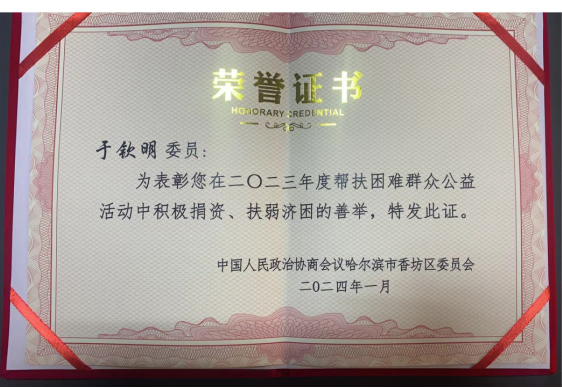 荣誉证书
HONORARY CREDENTIAL
于钦明 委员：
为表彰您在二〇二三年度帮扶困难群众公益
活动中积极捐资、扶弱济困的善举，特发此证。
中国人民政治协商会议哈尔滨市香坊区委员会
二〇二四年一月